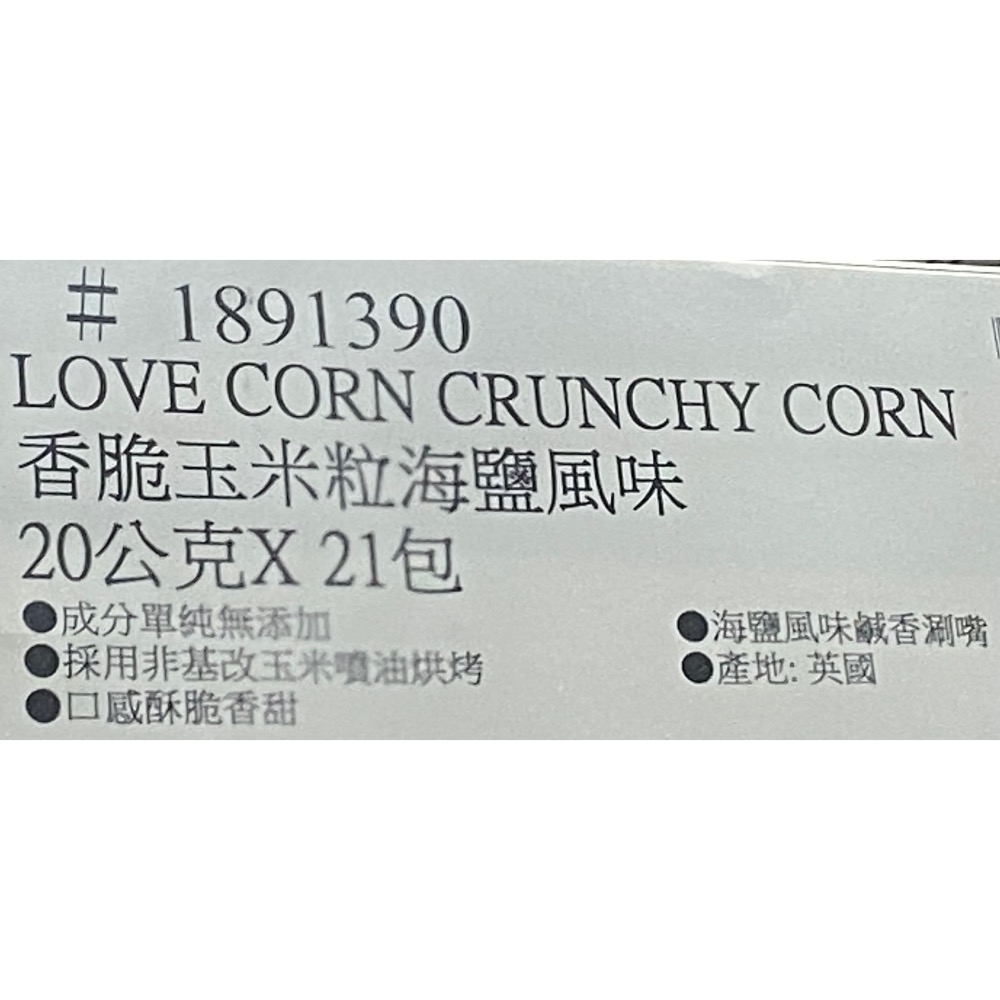 # 1891390
LOVE CORN CRUNCHY CORN
香脆玉米粒海鹽風味
20公克X 21包
●成分單純無添加
●採用非基改玉米噴油烘烤
●口感酥脆香甜
●海鹽風味鹹香涮嘴
●產地: 英國